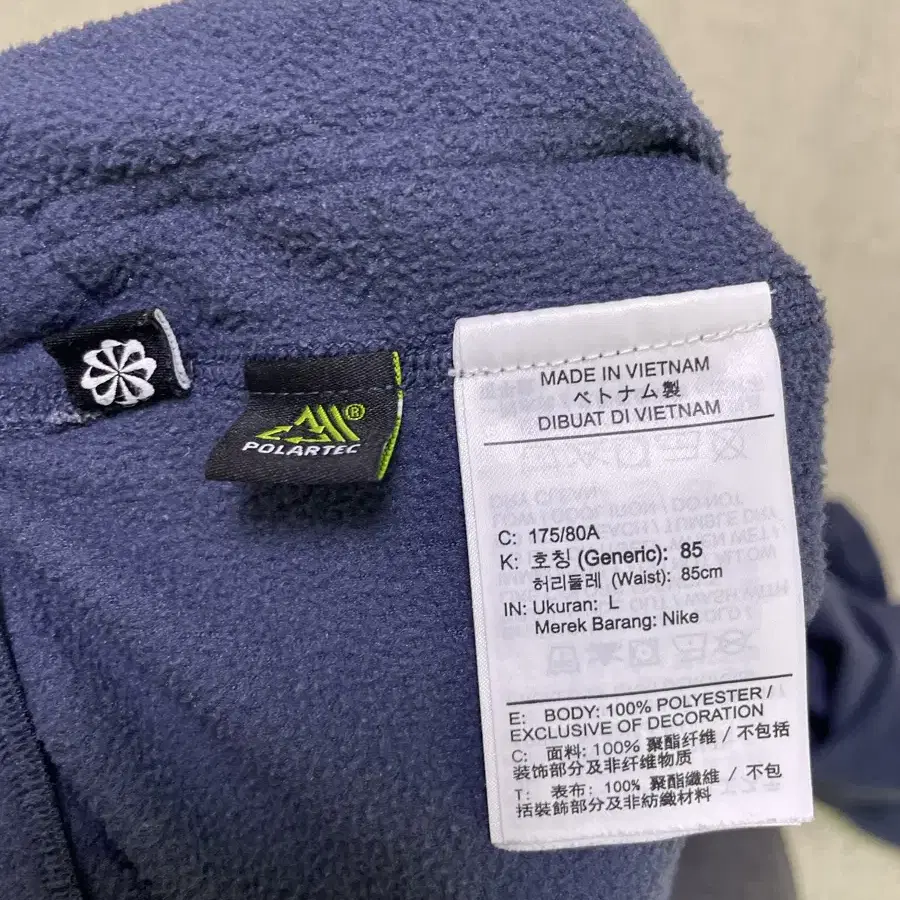 POLARTEC®
MADE IN VIETNAM
ベトナム製
DIBUAT DI VIETNAM
C: 175/80A
K: 호칭 (Generic): 85
허리둘레 (Waist): 85cm
IN: Ukuran: L
Merek Barang: Nike
E: BODY: 100% POLYESTER /
EXCLUSIVE OF DECORATION
C: 面料: 100% 聚酯纤维 / 不包括
装饰部分及非纤维物质
T: 表布: 100% 聚酯纖維 / 不包
括裝飾部分及非紡織材料